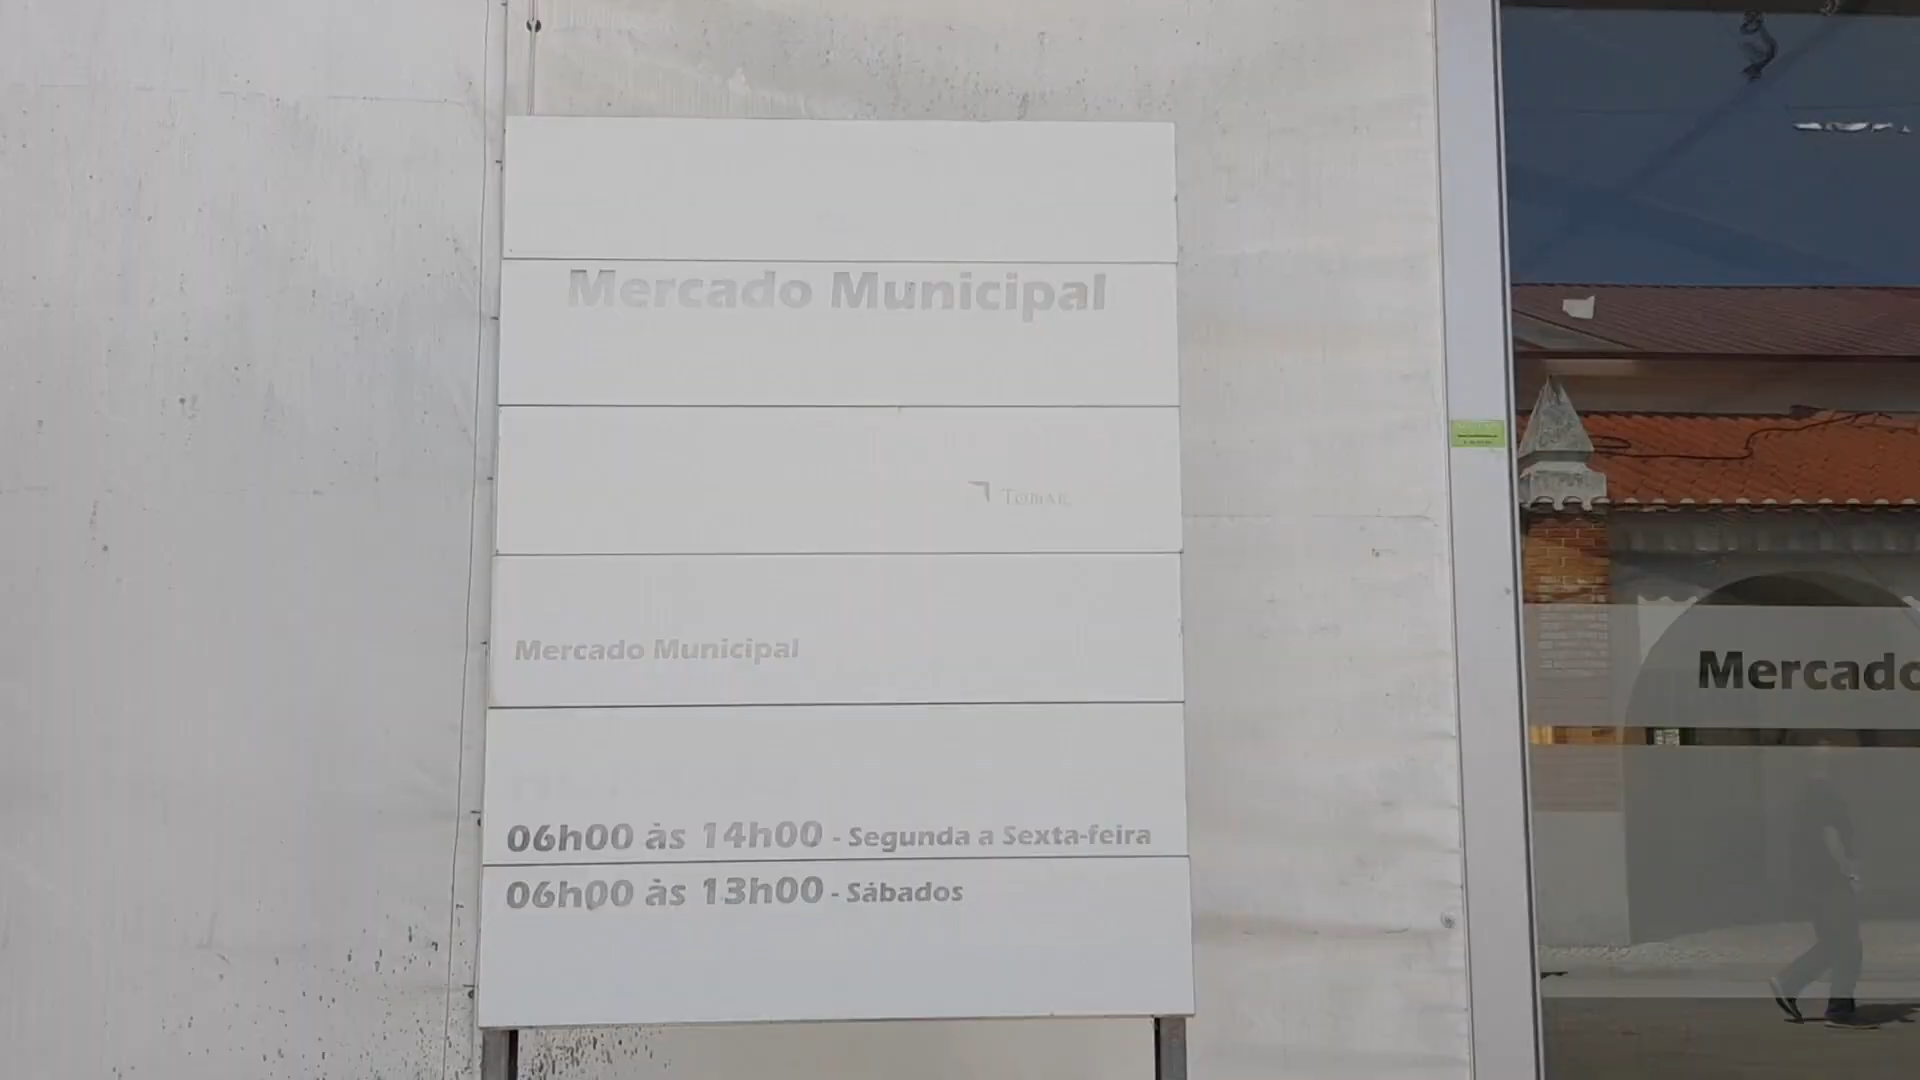 Mercado Municipal
TOMAR
Mercado Municipal
06h00 às 14h00 - Segunda a Sexta-feira
06h00 às 13h00 - Sábados
Mercado